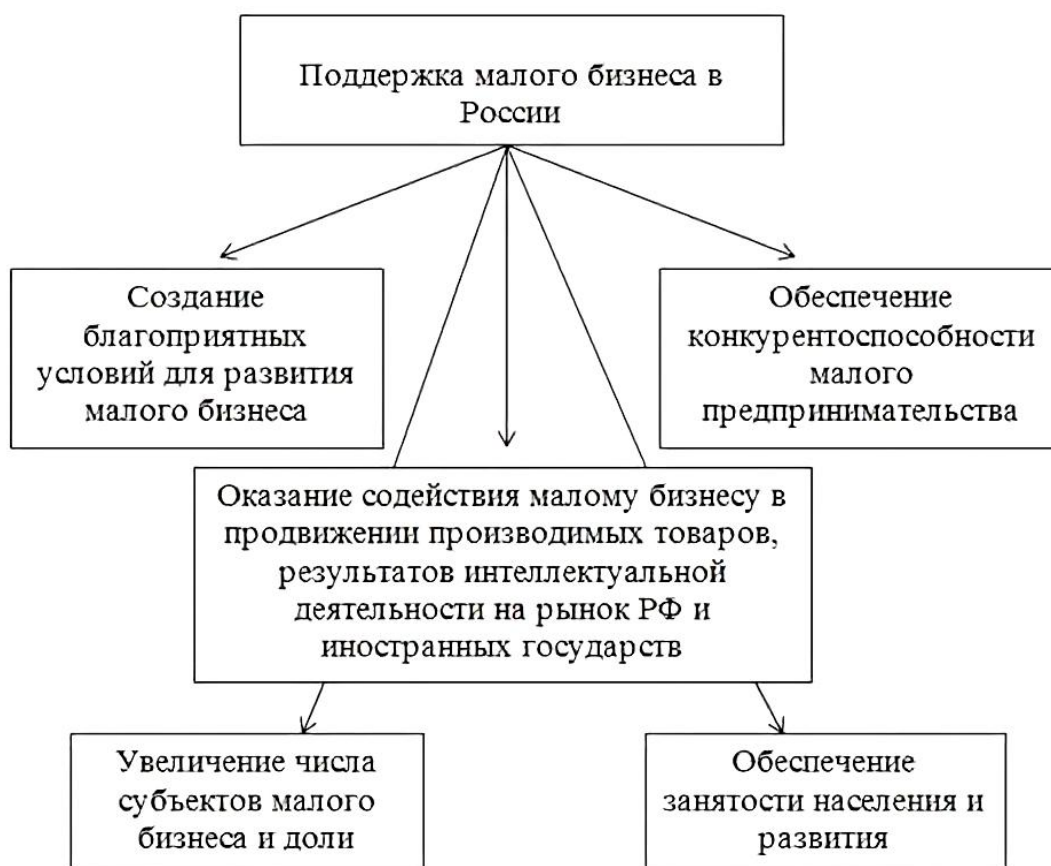 Поддержка малого бизнеса в
России
Создание
благоприятных
условий для развития
малого бизнеса
Обеспечение
конкурентоспособности
малого
предпринимательства
Оказание содействия малому бизнесу в
продвижении производимых товаров,
результатов интеллектуальной
деятельности на рынок РФ и
иностранных государств
Увеличение числа
субъектов малого
бизнеса и доли
Обеспечение
занятости населения и
развития